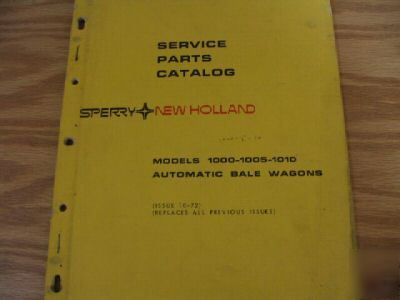 SERVICE
PARTS
CATALOG
SPERRY NEW HOLLAND
MODELS 1000-1005-1010
AUTOMATIC BALE WAGONS
(ISSUE 10-72)
(REPLACES ALL PREVIOUS ISSUES)